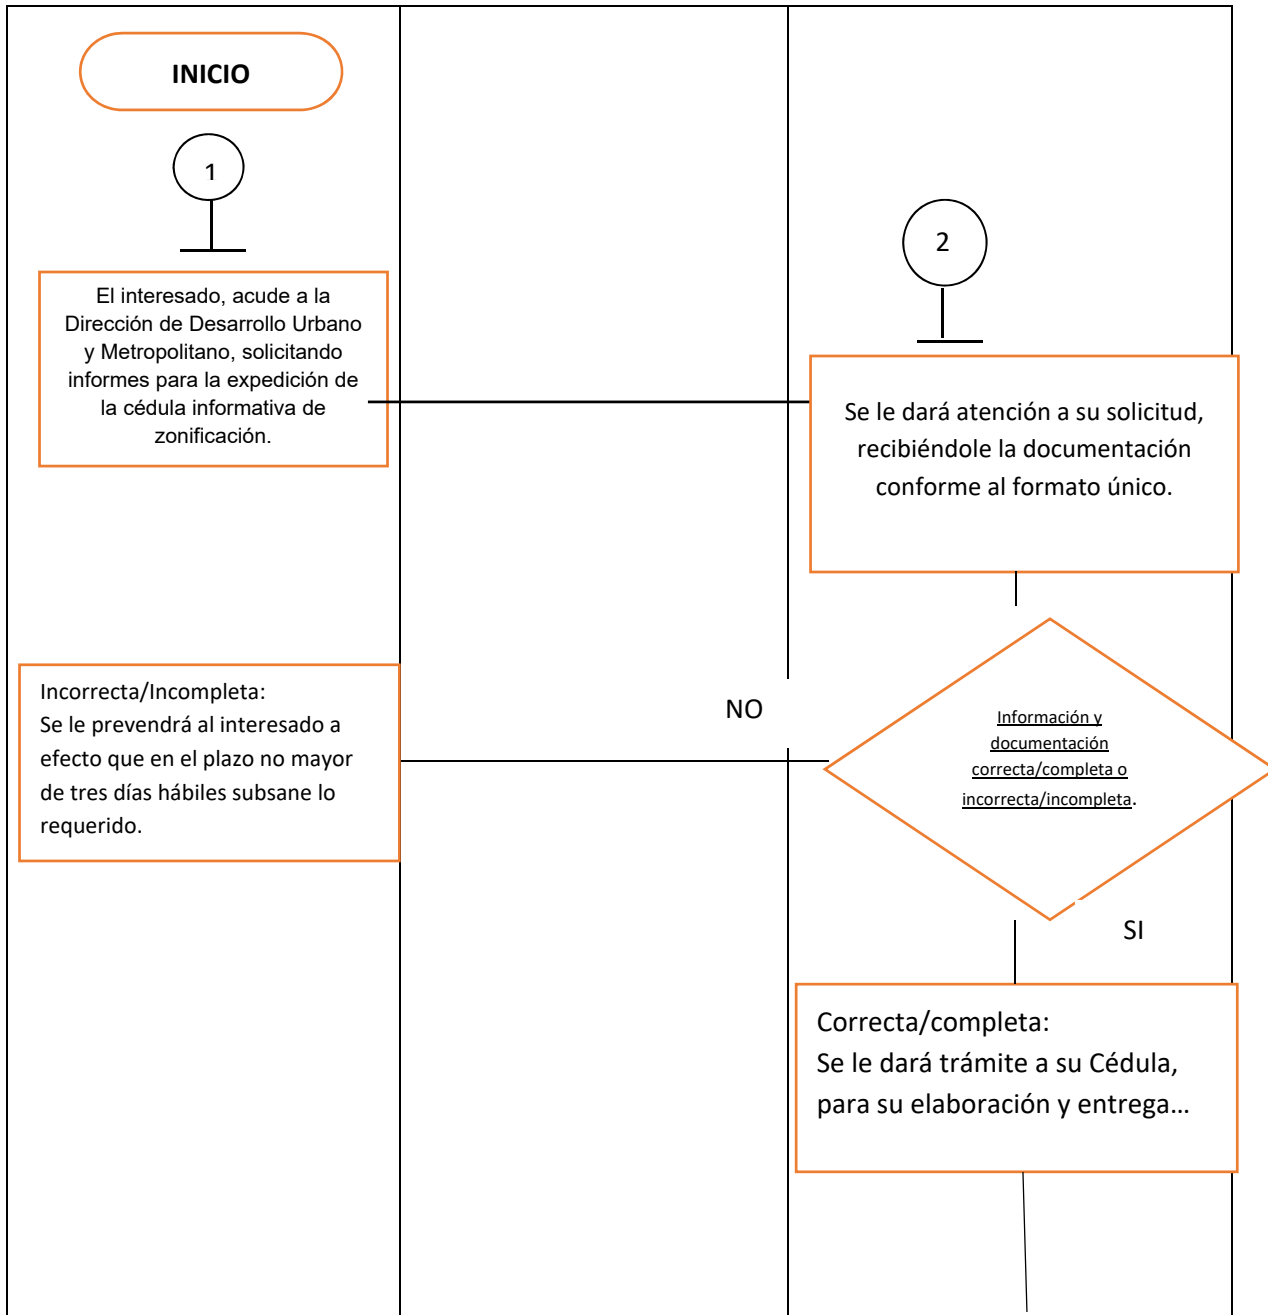 INICIO
1
El interesado, acude a la
Dirección de Desarrollo Urbano
y Metropolitano, solicitando
informes para la expedición de
la cédula informativa de
zonificación.
2
Se le dará atención a su solicitud,
recibiéndole la documentación
conforme al formato único.
Incorrecta/Incompleta:
Se le prevendrá al interesado a
efecto que en el plazo no mayor
de tres días hábiles subsane lo
requerido.
NO
Información y
documentación
correcta/completa o
incorrecta/incompleta.
SI
Correcta/completa:
Se le dará trámite a su Cédula,
para su elaboración y entrega...